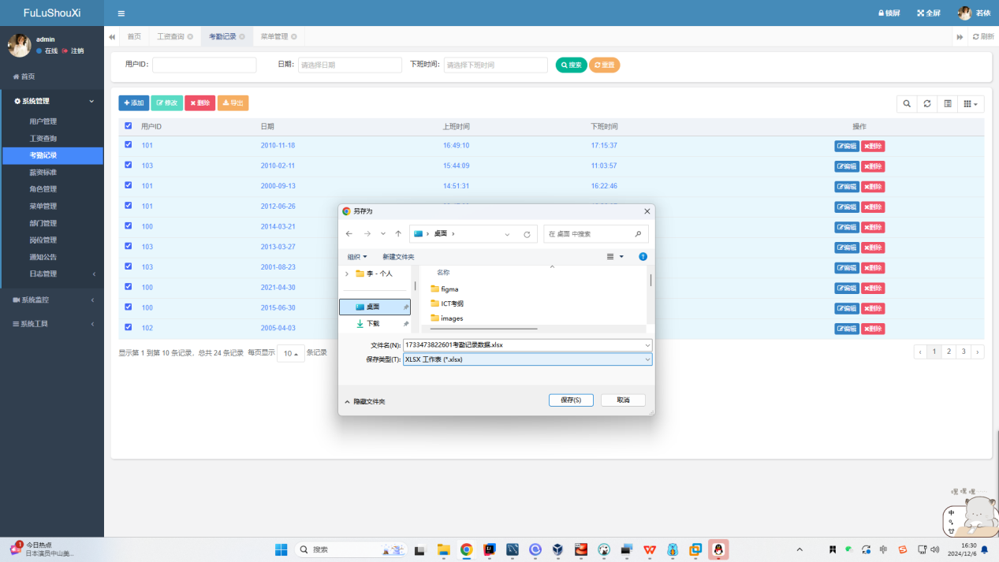 FuLuShouXi
锁屏 全屏 若依
admin
在线 注销
首页 工资查询 考勤记录 菜单管理 刷新
首页
系统管理
用户管理
工资查询
考勤记录
薪资标准
角色管理
菜单管理
部门管理
岗位管理
通知公告
日志管理
系统监控
系统工具
用户ID： 日期： 请选择日期 下班时间： 请选择下班时间 搜索 重置
添加 修改 删除 导出
用户ID 日期 上班时间 下班时间 操作
101 2010-11-18 16:49:10 17:15:37 编辑 删除
103 2010-02-11 15:44:09 11:03:57 编辑 删除
101 2000-09-13 14:51:31 16:22:46 编辑 删除
101 2012-06-26 编辑 删除
100 2014-03-21 编辑 删除
103 2013-03-27 编辑 删除
103 2001-08-23 编辑 删除
100 2021-04-30 编辑 删除
100 2015-06-30 编辑 删除
102 2005-04-03 编辑 删除
显示第 1 到第 10 条记录，总共 24 条记录 每页显示 10 条记录
‹ 1 2 3 ›
另存为
桌面
在 桌面 中搜索
组织 新建文件夹
李 - 个人
桌面
下载
名称
figma
ICT考纲
images
文件名(N): 1733473822601考勤记录数据.xlsx
保存类型(T): XLSX 工作表 (*.xlsx)
隐藏文件夹 保存(S) 取消
嘿 嘿 嘿
中
1
今日热点
日本演员中山美...
搜索
中
16:30
2024/12/6